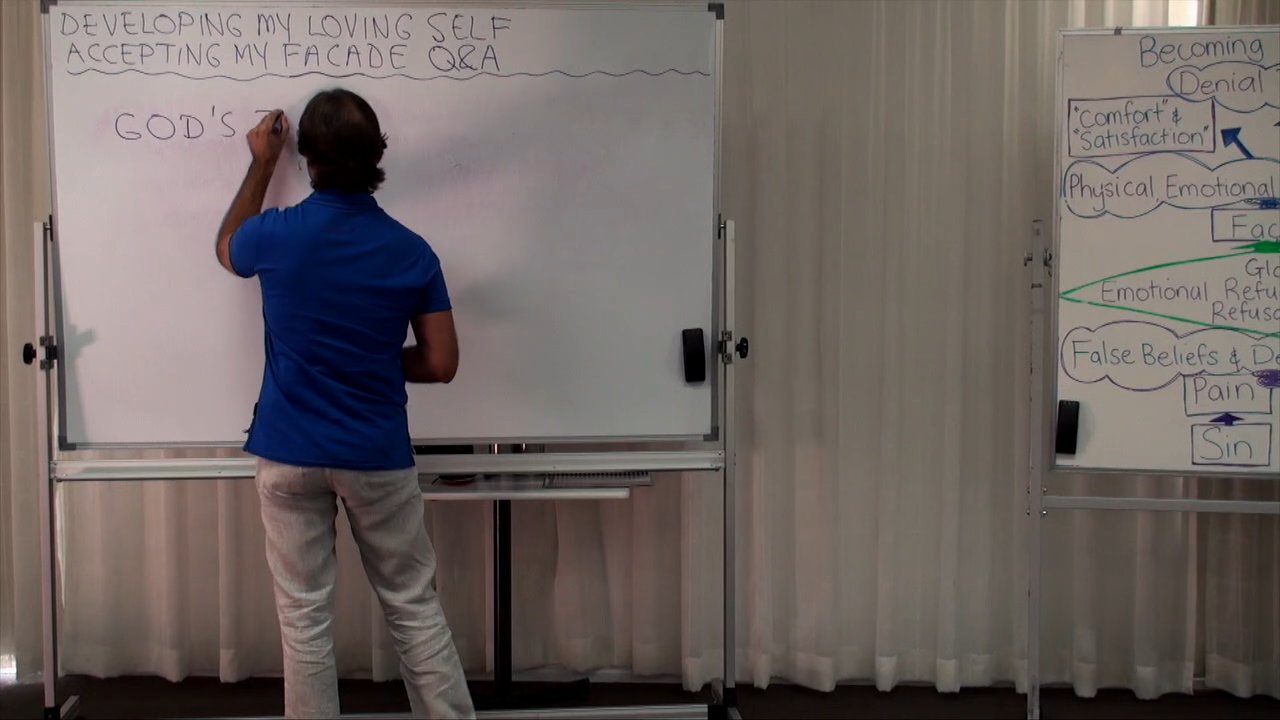 DEVELOPING MY LOVING SELF
ACCEPTING MY FACADE Q&A
GOD'S
Becoming
Denial
"Comfort" &
"Satisfaction"
Physical, Emotional
Emotional
False Beliefs &
Pain
Sin